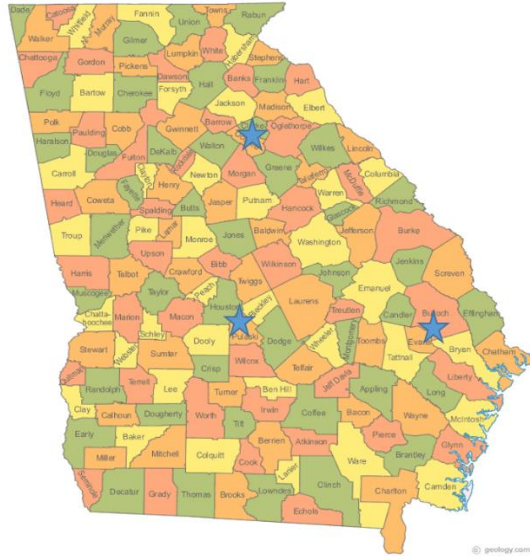 Dade
Catoosa
Whitfield
Murray
Fannin
Union
Towns
Rabun
Walker
Gilmer
Lumpkin
White
Habersham
Stephens
Chattooga
Gordon
Pickens
Dawson
Banks
Franklin
Hart
Floyd
Bartow
Cherokee
Forsyth
Hall
Jackson
Madison
Elbert
Polk
Paulding
Cobb
Gwinnett
Barrow
Oglethorpe
Haralson
Douglas
Fulton
DeKalb
Walton
Wilkes
Lincoln
Carroll
Fayette
Clayton
Henry
Rockdale
Newton
Morgan
Greene
Taliaferro
McDuffie
Columbia
Heard
Coweta
Spalding
Butts
Jasper
Putnam
Hancock
Warren
Glascock
Richmond
Troup
Meriwether
Pike
Lamar
Monroe
Jones
Baldwin
Washington
Jefferson
Burke
Harris
Talbot
Upson
Crawford
Bibb
Twiggs
Wilkinson
Johnson
Jenkins
Screven
Muscogee
Chatta-
hoochee
Marion
Taylor
Macon
Peach
Houston
Bleckley
Laurens
Treutlen
Emanuel
Candler
Effingham
Stewart
Webster
Schley
Sumter
Dooly
Pulaski
Dodge
Wheeler
Montgomery
Toombs
Tattnall
Evans
Bryan
Chatham
Quitman
Randolph
Terrell
Lee
Crisp
Wilcox
Telfair
Jeff Davis
Appling
Long
Liberty
Clay
Calhoun
Dougherty
Worth
Turner
Ben Hill
Irwin
Coffee
Bacon
Wayne
McIntosh
Early
Baker
Mitchell
Colquitt
Tift
Berrien
Atkinson
Pierce
Brantley
Glynn
Miller
Cook
Lanier
Ware
Camden
Seminole
Decatur
Grady
Thomas
Brooks
Lowndes
Echols
Clinch
Charlton
© geology.com